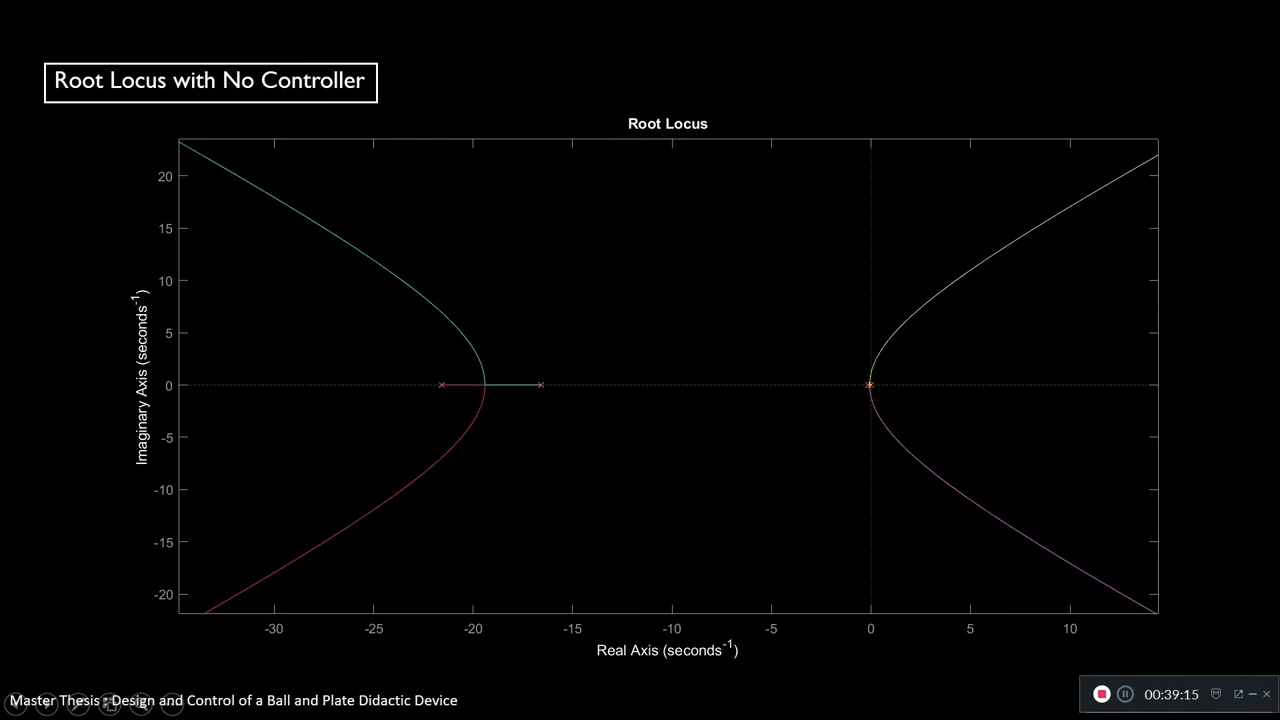 Root Locus with No Controller
Root Locus
20
15
10
5
0
-5
-10
-15
-20
Imaginary Axis (seconds⁻¹)
-30 -25 -20 -15 -10 -5 0 5 10
Real Axis (seconds⁻¹)
Master Thesis : Design and Control of a Ball and Plate Didactic Device
00:39:15